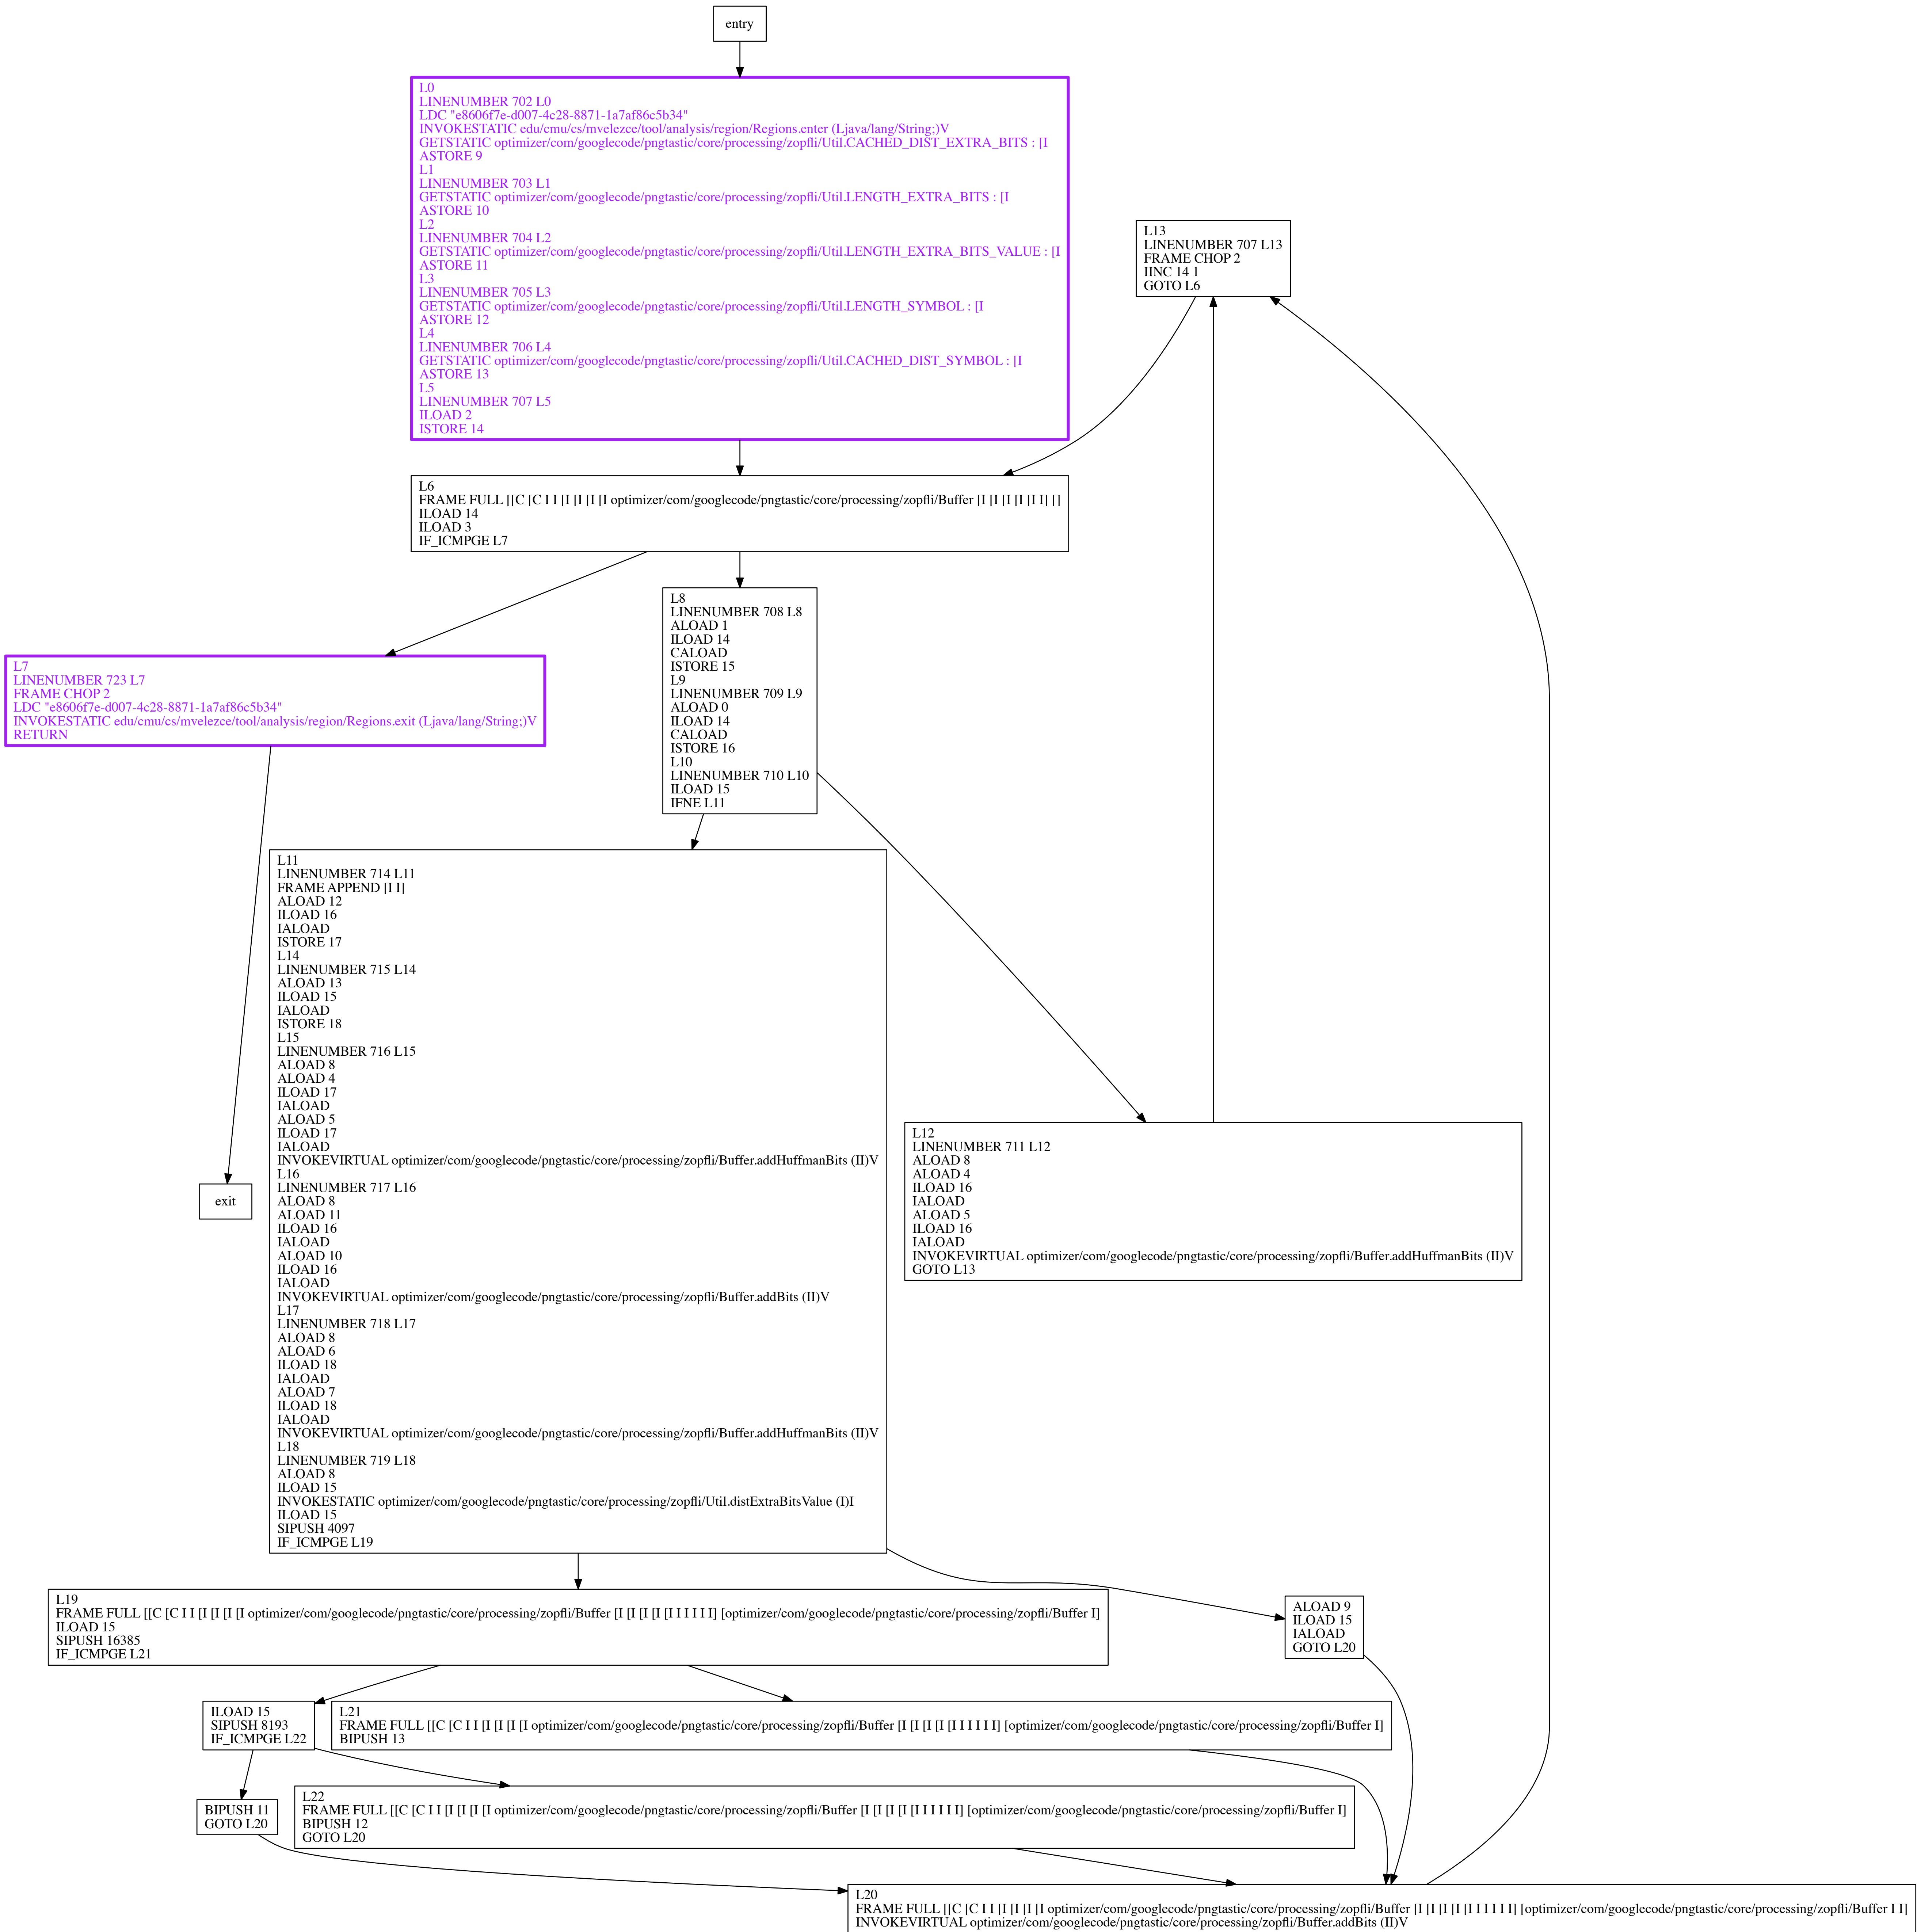 entry
L0
LINENUMBER 702 L0
LDC "e8606f7e-d007-4c28-8871-1a7af86c5b34"
INVOKESTATIC edu/cmu/cs/mvelezce/tool/analysis/region/Regions.enter (Ljava/lang/String;)V
GETSTATIC optimizer/com/googlecode/pngtastic/core/processing/zopfli/Util.CACHED_DIST_EXTRA_BITS : [I
ASTORE 9
L1
LINENUMBER 703 L1
GETSTATIC optimizer/com/googlecode/pngtastic/core/processing/zopfli/Util.LENGTH_EXTRA_BITS : [I
ASTORE 10
L2
LINENUMBER 704 L2
GETSTATIC optimizer/com/googlecode/pngtastic/core/processing/zopfli/Util.LENGTH_EXTRA_BITS_VALUE : [I
ASTORE 11
L3
LINENUMBER 705 L3
GETSTATIC optimizer/com/googlecode/pngtastic/core/processing/zopfli/Util.LENGTH_SYMBOL : [I
ASTORE 12
L4
LINENUMBER 706 L4
GETSTATIC optimizer/com/googlecode/pngtastic/core/processing/zopfli/Util.CACHED_DIST_SYMBOL : [I
ASTORE 13
L5
LINENUMBER 707 L5
ILOAD 2
ISTORE 14
L13
LINENUMBER 707 L13
FRAME CHOP 2
IINC 14 1
GOTO L6
L6
FRAME FULL [[C [C I I [I [I [I [I optimizer/com/googlecode/pngtastic/core/processing/zopfli/Buffer [I [I [I [I [I I] []
ILOAD 14
ILOAD 3
IF_ICMPGE L7
L8
LINENUMBER 708 L8
ALOAD 1
ILOAD 14
CALOAD
ISTORE 15
L9
LINENUMBER 709 L9
ALOAD 0
ILOAD 14
CALOAD
ISTORE 16
L10
LINENUMBER 710 L10
ILOAD 15
IFNE L11
L7
LINENUMBER 723 L7
FRAME CHOP 2
LDC "e8606f7e-d007-4c28-8871-1a7af86c5b34"
INVOKESTATIC edu/cmu/cs/mvelezce/tool/analysis/region/Regions.exit (Ljava/lang/String;)V
RETURN
exit
L11
LINENUMBER 714 L11
FRAME APPEND [I I]
ALOAD 12
ILOAD 16
IALOAD
ISTORE 17
L14
LINENUMBER 715 L14
ALOAD 13
ILOAD 15
IALOAD
ISTORE 18
L15
LINENUMBER 716 L15
ALOAD 8
ALOAD 4
ILOAD 17
IALOAD
ALOAD 5
ILOAD 17
IALOAD
INVOKEVIRTUAL optimizer/com/googlecode/pngtastic/core/processing/zopfli/Buffer.addHuffmanBits (II)V
L16
LINENUMBER 717 L16
ALOAD 8
ALOAD 11
ILOAD 16
IALOAD
ALOAD 10
ILOAD 16
IALOAD
INVOKEVIRTUAL optimizer/com/googlecode/pngtastic/core/processing/zopfli/Buffer.addBits (II)V
L17
LINENUMBER 718 L17
ALOAD 8
ALOAD 6
ILOAD 18
IALOAD
ALOAD 7
ILOAD 18
IALOAD
INVOKEVIRTUAL optimizer/com/googlecode/pngtastic/core/processing/zopfli/Buffer.addHuffmanBits (II)V
L18
LINENUMBER 719 L18
ALOAD 8
ILOAD 15
INVOKESTATIC optimizer/com/googlecode/pngtastic/core/processing/zopfli/Util.distExtraBitsValue (I)I
ILOAD 15
SIPUSH 4097
IF_ICMPGE L19
L12
LINENUMBER 711 L12
ALOAD 8
ALOAD 4
ILOAD 16
IALOAD
ALOAD 5
ILOAD 16
IALOAD
INVOKEVIRTUAL optimizer/com/googlecode/pngtastic/core/processing/zopfli/Buffer.addHuffmanBits (II)V
GOTO L13
L19
FRAME FULL [[C [C I I [I [I [I [I optimizer/com/googlecode/pngtastic/core/processing/zopfli/Buffer [I [I [I [I [I I I I I I] [optimizer/com/googlecode/pngtastic/core/processing/zopfli/Buffer I]
ILOAD 15
SIPUSH 16385
IF_ICMPGE L21
ALOAD 9
ILOAD 15
IALOAD
GOTO L20
ILOAD 15
SIPUSH 8193
IF_ICMPGE L22
L21
FRAME FULL [[C [C I I [I [I [I [I optimizer/com/googlecode/pngtastic/core/processing/zopfli/Buffer [I [I [I [I [I I I I I I] [optimizer/com/googlecode/pngtastic/core/processing/zopfli/Buffer I]
BIPUSH 13
BIPUSH 11
GOTO L20
L22
FRAME FULL [[C [C I I [I [I [I [I optimizer/com/googlecode/pngtastic/core/processing/zopfli/Buffer [I [I [I [I [I I I I I I] [optimizer/com/googlecode/pngtastic/core/processing/zopfli/Buffer I]
BIPUSH 12
GOTO L20
L20
FRAME FULL [[C [C I I [I [I [I [I optimizer/com/googlecode/pngtastic/core/processing/zopfli/Buffer [I [I [I [I [I I I I I I] [optimizer/com/googlecode/pngtastic/core/processing/zopfli/Buffer I I]
INVOKEVIRTUAL optimizer/com/googlecode/pngtastic/core/processing/zopfli/Buffer.addBits (II)V